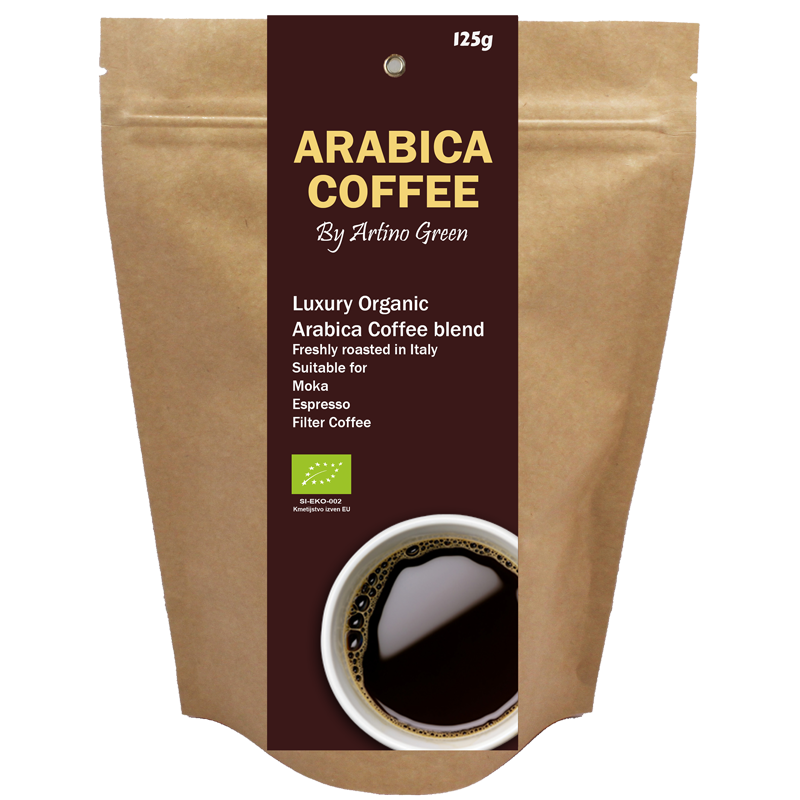 125g
ARABICA
COFFEE
By Artino Green
Luxury Organic
Arabica Coffee blend
Freshly roasted in Italy
Suitable for
Moka
Espresso
Filter Coffee
SI-EKO-002
Kmetijstvo izven EU